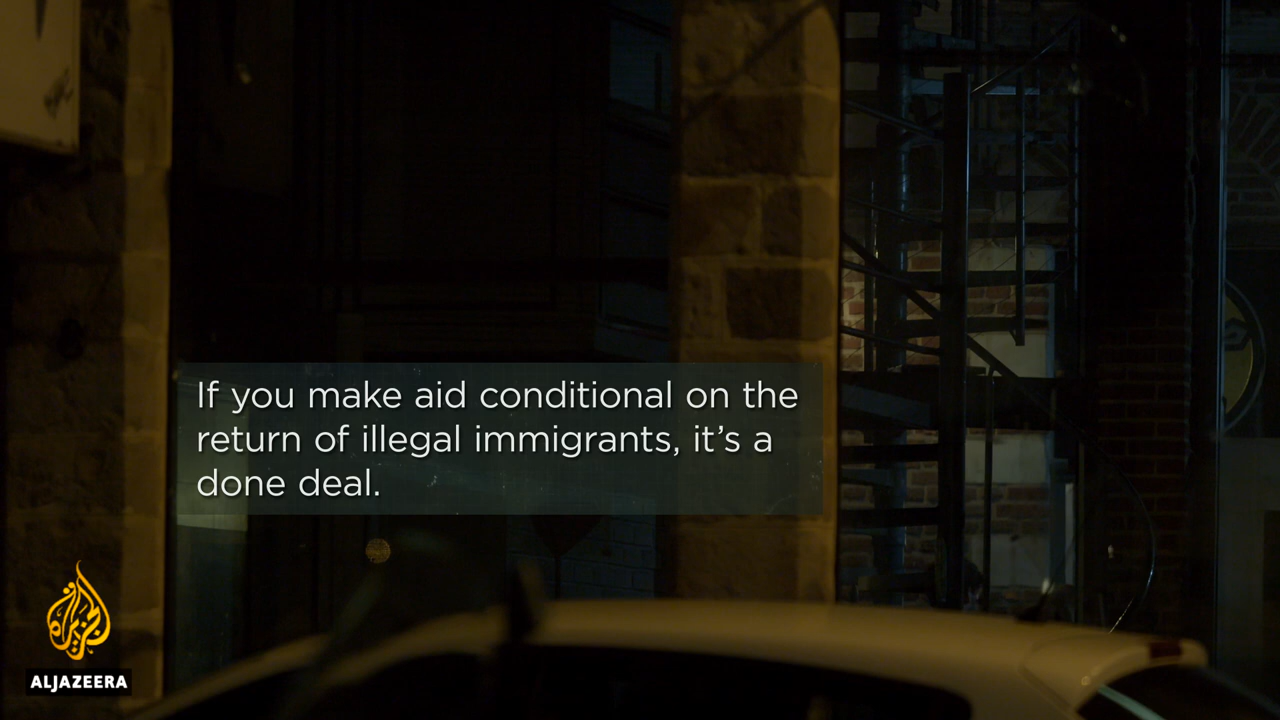 If you make aid conditional on the
return of illegal immigrants, it’s a
done deal.
ALJAZEERA